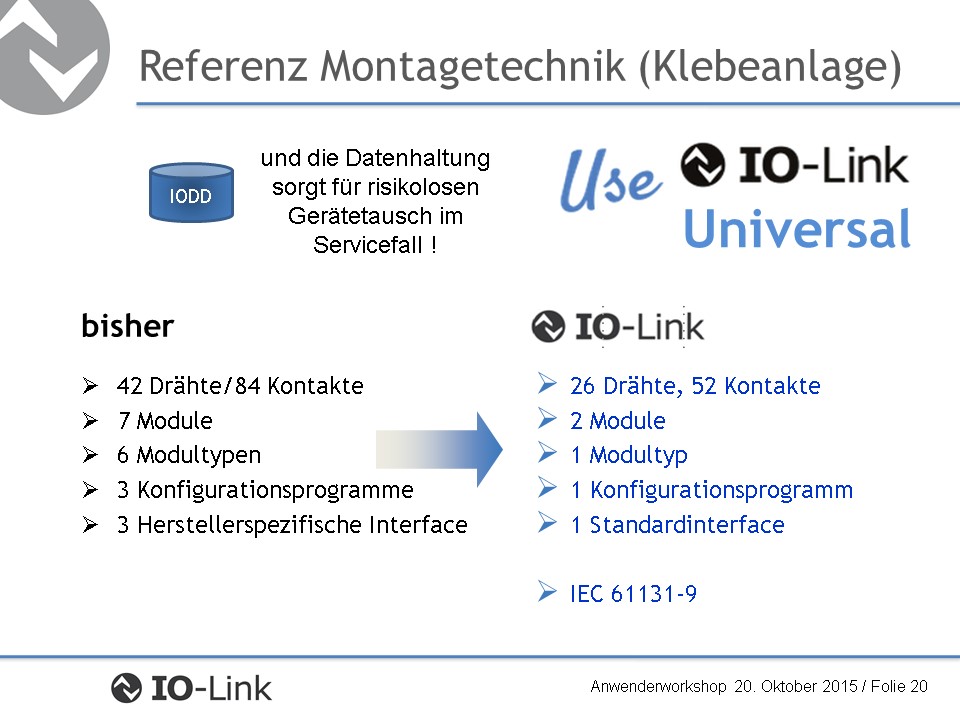 Referenz Montagetechnik (Klebeanlage)
IODD
und die Datenhaltung
sorgt für risikolosen
Gerätetausch im
Servicefall !
Use IO-Link
Universal
bisher
42 Drähte/84 Kontakte
7 Module
6 Modultypen
3 Konfigurationsprogramme
3 Herstellerspezifische Interface
IO-Link
26 Drähte, 52 Kontakte
2 Module
1 Modultyp
1 Konfigurationsprogramm
1 Standardinterface
IEC 61131-9
IO-Link
Anwenderworkshop 20. Oktober 2015 / Folie 20